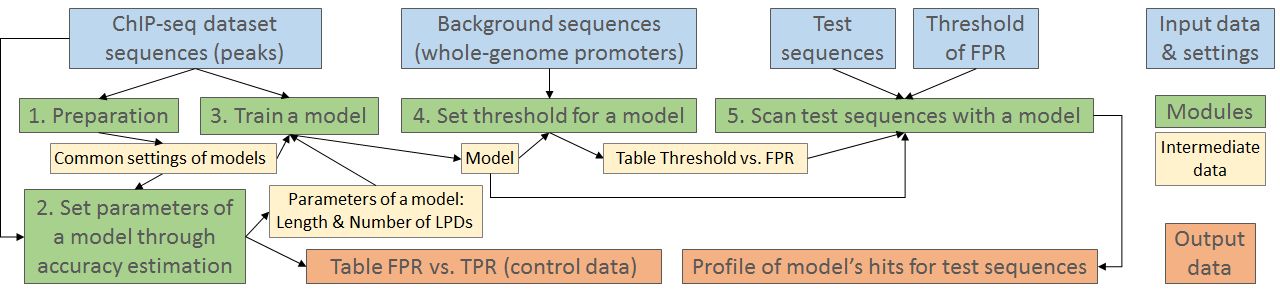 ChIP-seq dataset
sequences (peaks)
Background sequences
(whole-genome promoters)
Test
sequences
Threshold
of FPR
Input data
& settings
1. Preparation
3. Train a model
4. Set threshold for a model
5. Scan test sequences with a model
Modules
Common settings of models
Model
Table Threshold vs. FPR
Intermediate
data
2. Set parameters of
a model through
accuracy estimation
Parameters of a model:
Length & Number of LPDs
Table FPR vs. TPR (control data)
Profile of model’s hits for test sequences
Output
data